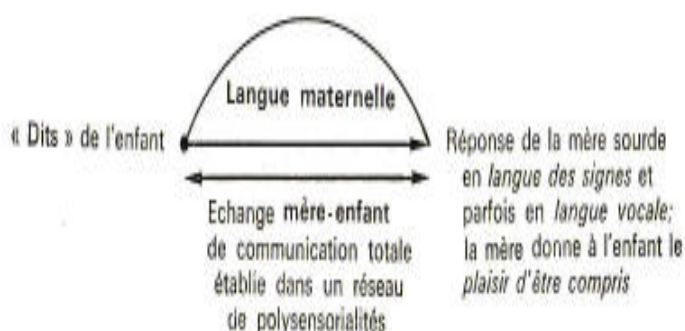 Langue maternelle
« Dits » de l'enfant
Réponse de la mère sourde
en langue des signes et
parfois en langue vocale;
la mère donne à l'enfant le
plaisir d'être compris
Echange mère-enfant
de communication totale
établie dans un réseau
de polysensorialités